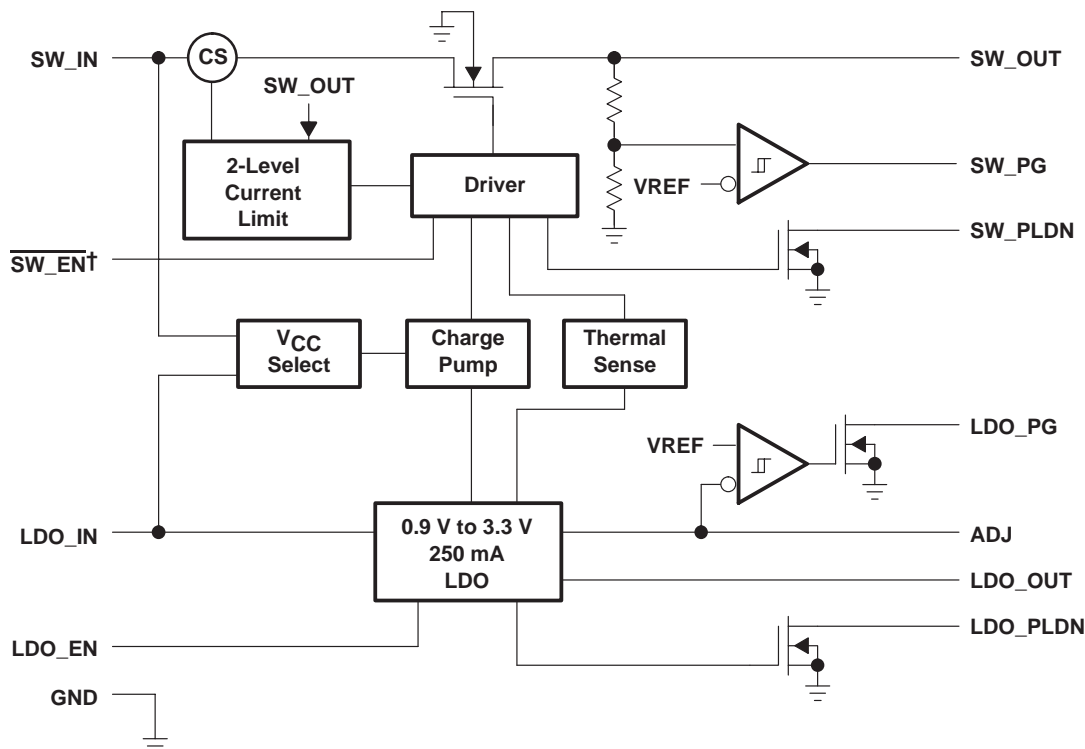 SW_IN
CS
SW_OUT
SW_OUT
2-Level
Current
Limit
Driver
VREF
SW_PG
SW_PLDN
SW_EN†
VCC
Select
Charge
Pump
Thermal
Sense
VREF
LDO_PG
LDO_IN
0.9 V to 3.3 V
250 mA
LDO
ADJ
LDO_OUT
LDO_EN
LDO_PLDN
GND